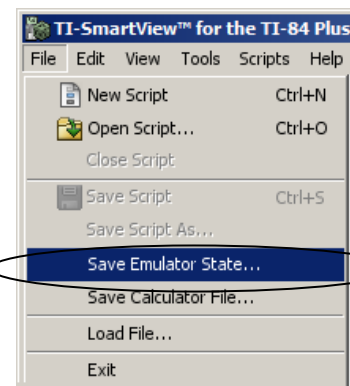 TI-SmartView™ for the TI-84 Plus
File Edit View Tools Scripts Help
New Script Ctrl+N
Open Script... Ctrl+O
Close Script
Save Script Ctrl+S
Save Script As...
Save Emulator State...
Save Calculator File...
Load File...
Exit